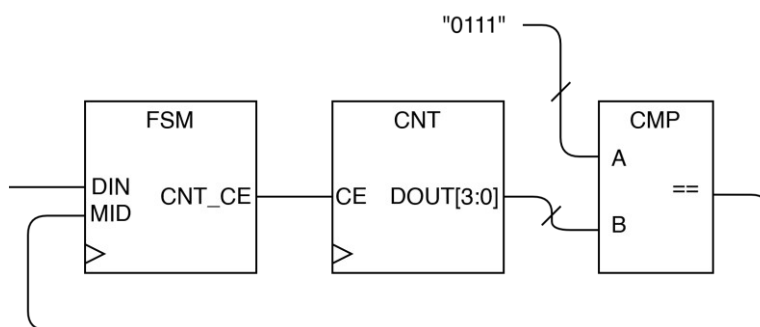 "0111"
FSM
CNT
CMP
DIN
MID
CNT_CE
CE
DOUT[3:0]
A
==
B